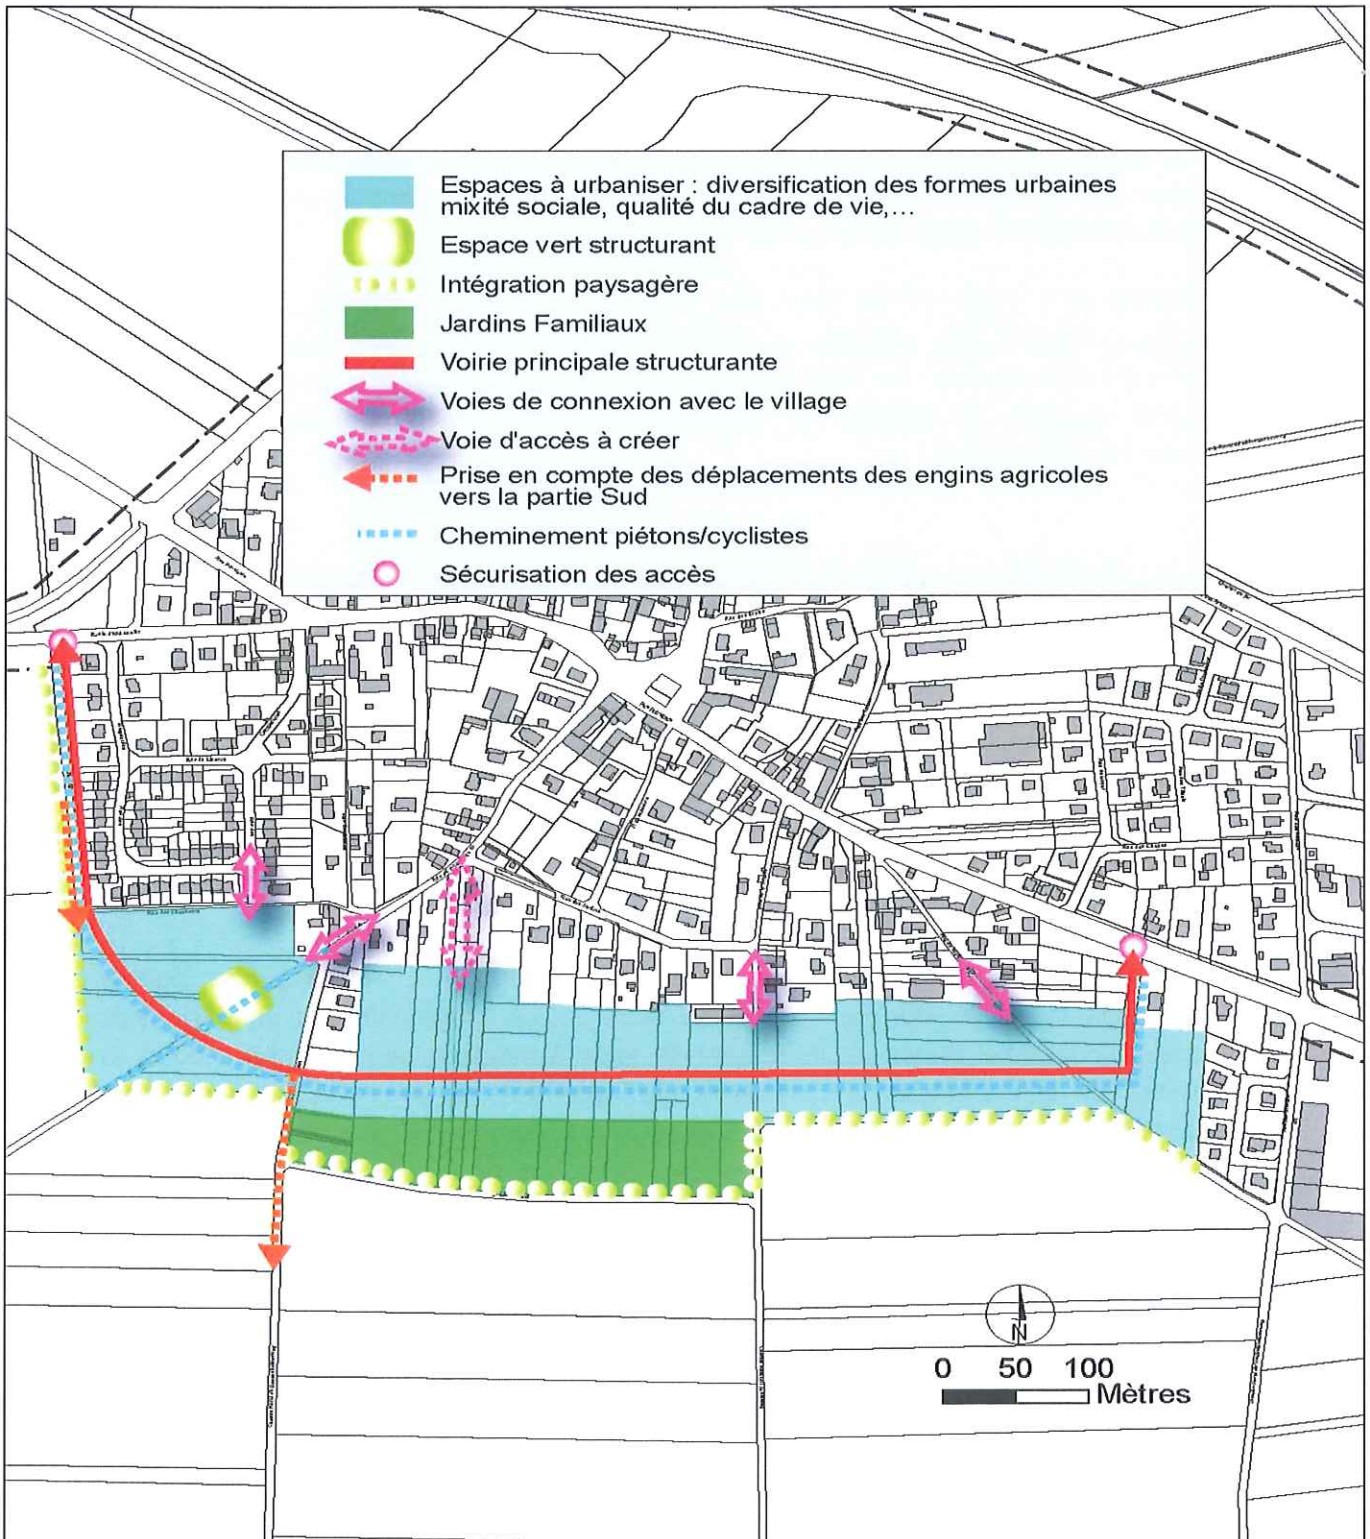 Espaces à urbaniser : diversification des formes urbaines
mixité sociale, qualité du cadre de vie,...
Espace vert structurant
Intégration paysagère
Jardins Familiaux
Voirie principale structurante
Voies de connexion avec le village
Voie d'accès à créer
Prise en compte des déplacements des engins agricoles
vers la partie Sud
Cheminement piétons/cyclistes
Sécurisation des accès
N
0 50 100
Mètres